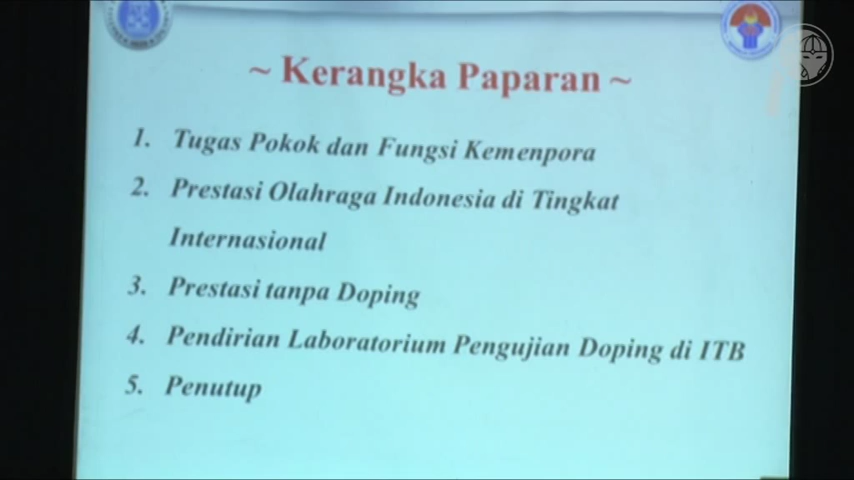 ~ Kerangka Paparan ~
1. Tugas Pokok dan Fungsi Kemenpora
2. Prestasi Olahraga Indonesia di Tingkat
Internasional
3. Prestasi tanpa Doping
4. Pendirian Laboratorium Pengujian Doping di ITB
5. Penutup